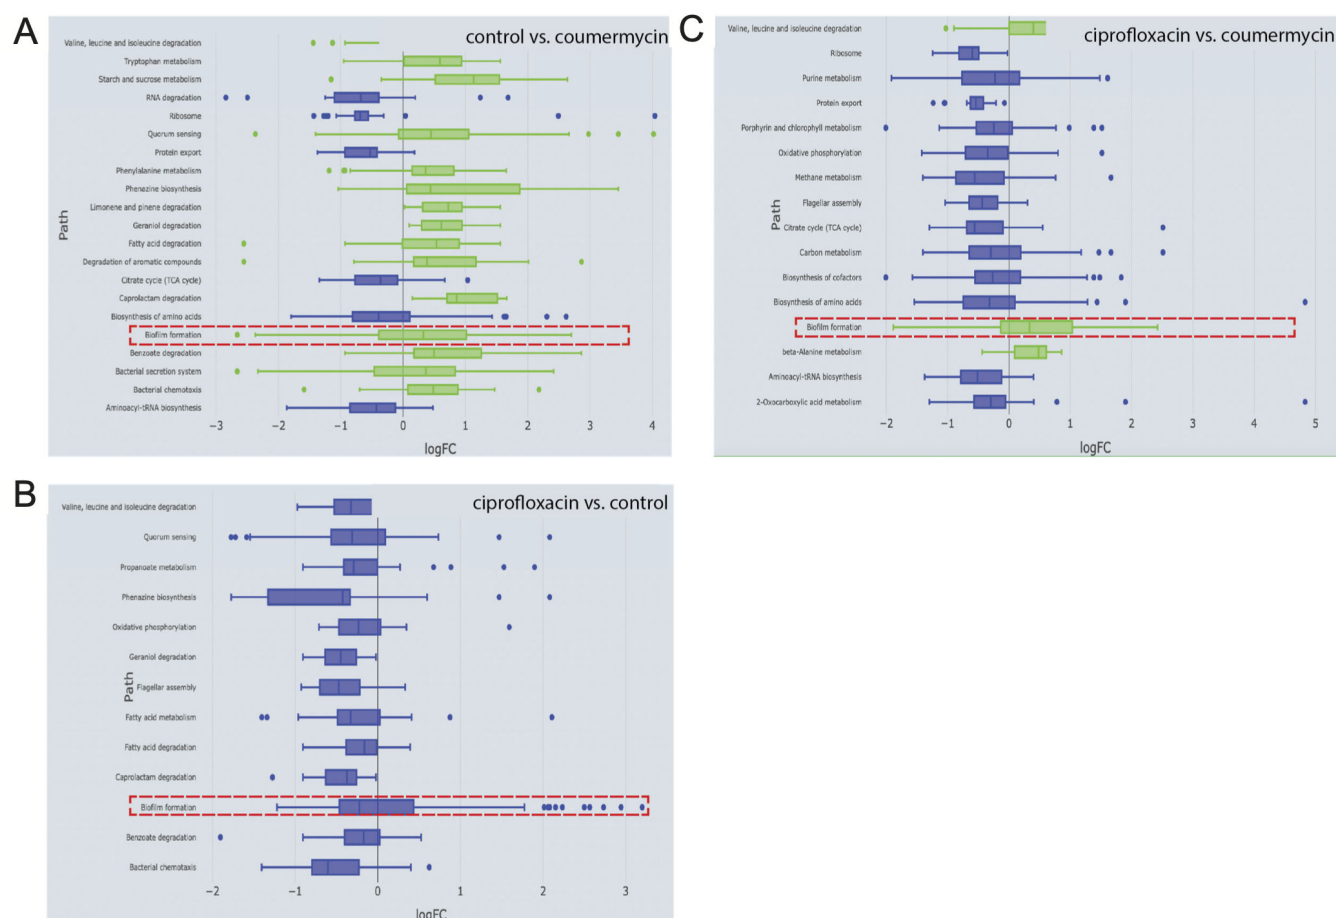 A
control vs. coumermycin
Valine, leucine and isoleucine degradation
Tryptophan metabolism
Starch and sucrose metabolism
RNA degradation
Ribosome
Quorum sensing
Protein export
Phenylalanine metabolism
Phenazine biosynthesis
Limonene and pinene degradation
Geraniol degradation
Fatty acid degradation
Degradation of aromatic compounds
Citrate cycle (TCA cycle)
Caprolactam degradation
Biosynthesis of amino acids
Biofilm formation
Benzoate degradation
Bacterial secretion system
Bacterial chemotaxis
Aminoacyl-tRNA biosynthesis
Path
−3 −2 −1 0 1 2 3 4
logFC
C
ciprofloxacin vs. coumermycin
Valine, leucine and isoleucine degradation
Ribosome
Purine metabolism
Protein export
Porphyrin and chlorophyll metabolism
Oxidative phosphorylation
Methane metabolism
Flagellar assembly
Citrate cycle (TCA cycle)
Carbon metabolism
Biosynthesis of cofactors
Biosynthesis of amino acids
Biofilm formation
beta-Alanine metabolism
Aminoacyl-tRNA biosynthesis
2-Oxocarboxylic acid metabolism
Path
−2 −1 0 1 2 3 4 5
logFC
B
ciprofloxacin vs. control
Valine, leucine and isoleucine degradation
Quorum sensing
Propanoate metabolism
Phenazine biosynthesis
Oxidative phosphorylation
Geraniol degradation
Flagellar assembly
Fatty acid metabolism
Fatty acid degradation
Caprolactam degradation
Biofilm formation
Benzoate degradation
Bacterial chemotaxis
Path
−2 −1 0 1 2 3
logFC